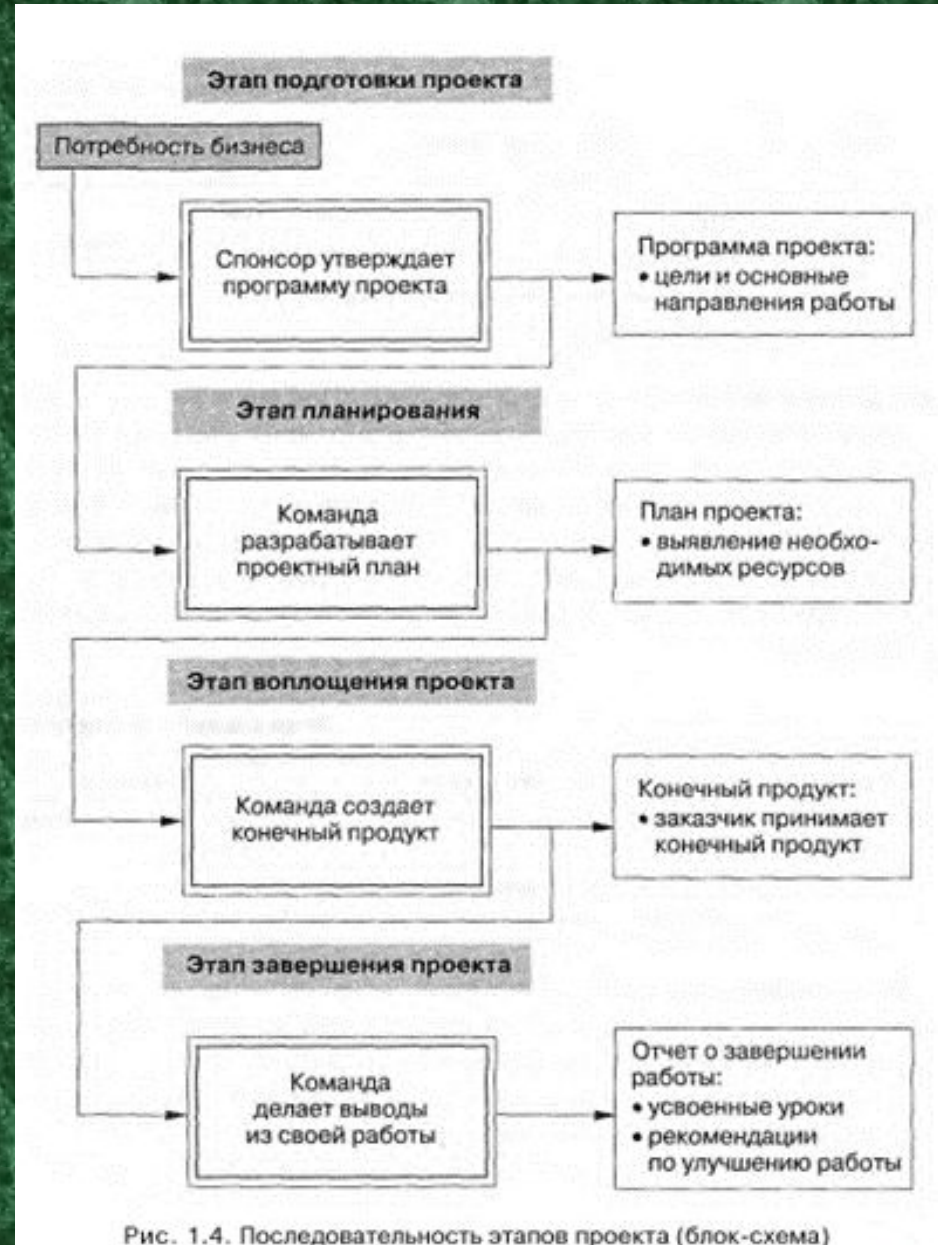 Этап подготовки проекта
Потребность бизнеса
Спонсор утверждает
программу проекта
Программа проекта:
• цели и основные
направления работы
Этап планирования
Команда
разрабатывает
проектный план
План проекта:
• выявление необхо-
димых ресурсов
Этап воплощения проекта
Команда создает
конечный продукт
Конечный продукт:
• заказчик принимает
конечный продукт
Этап завершения проекта
Команда
делает выводы
из своей работы
Отчет о завершении
работы:
• усвоенные уроки
• рекомендации
по улучшению работы
Рис. 1.4. Последовательность этапов проекта (блок-схема)